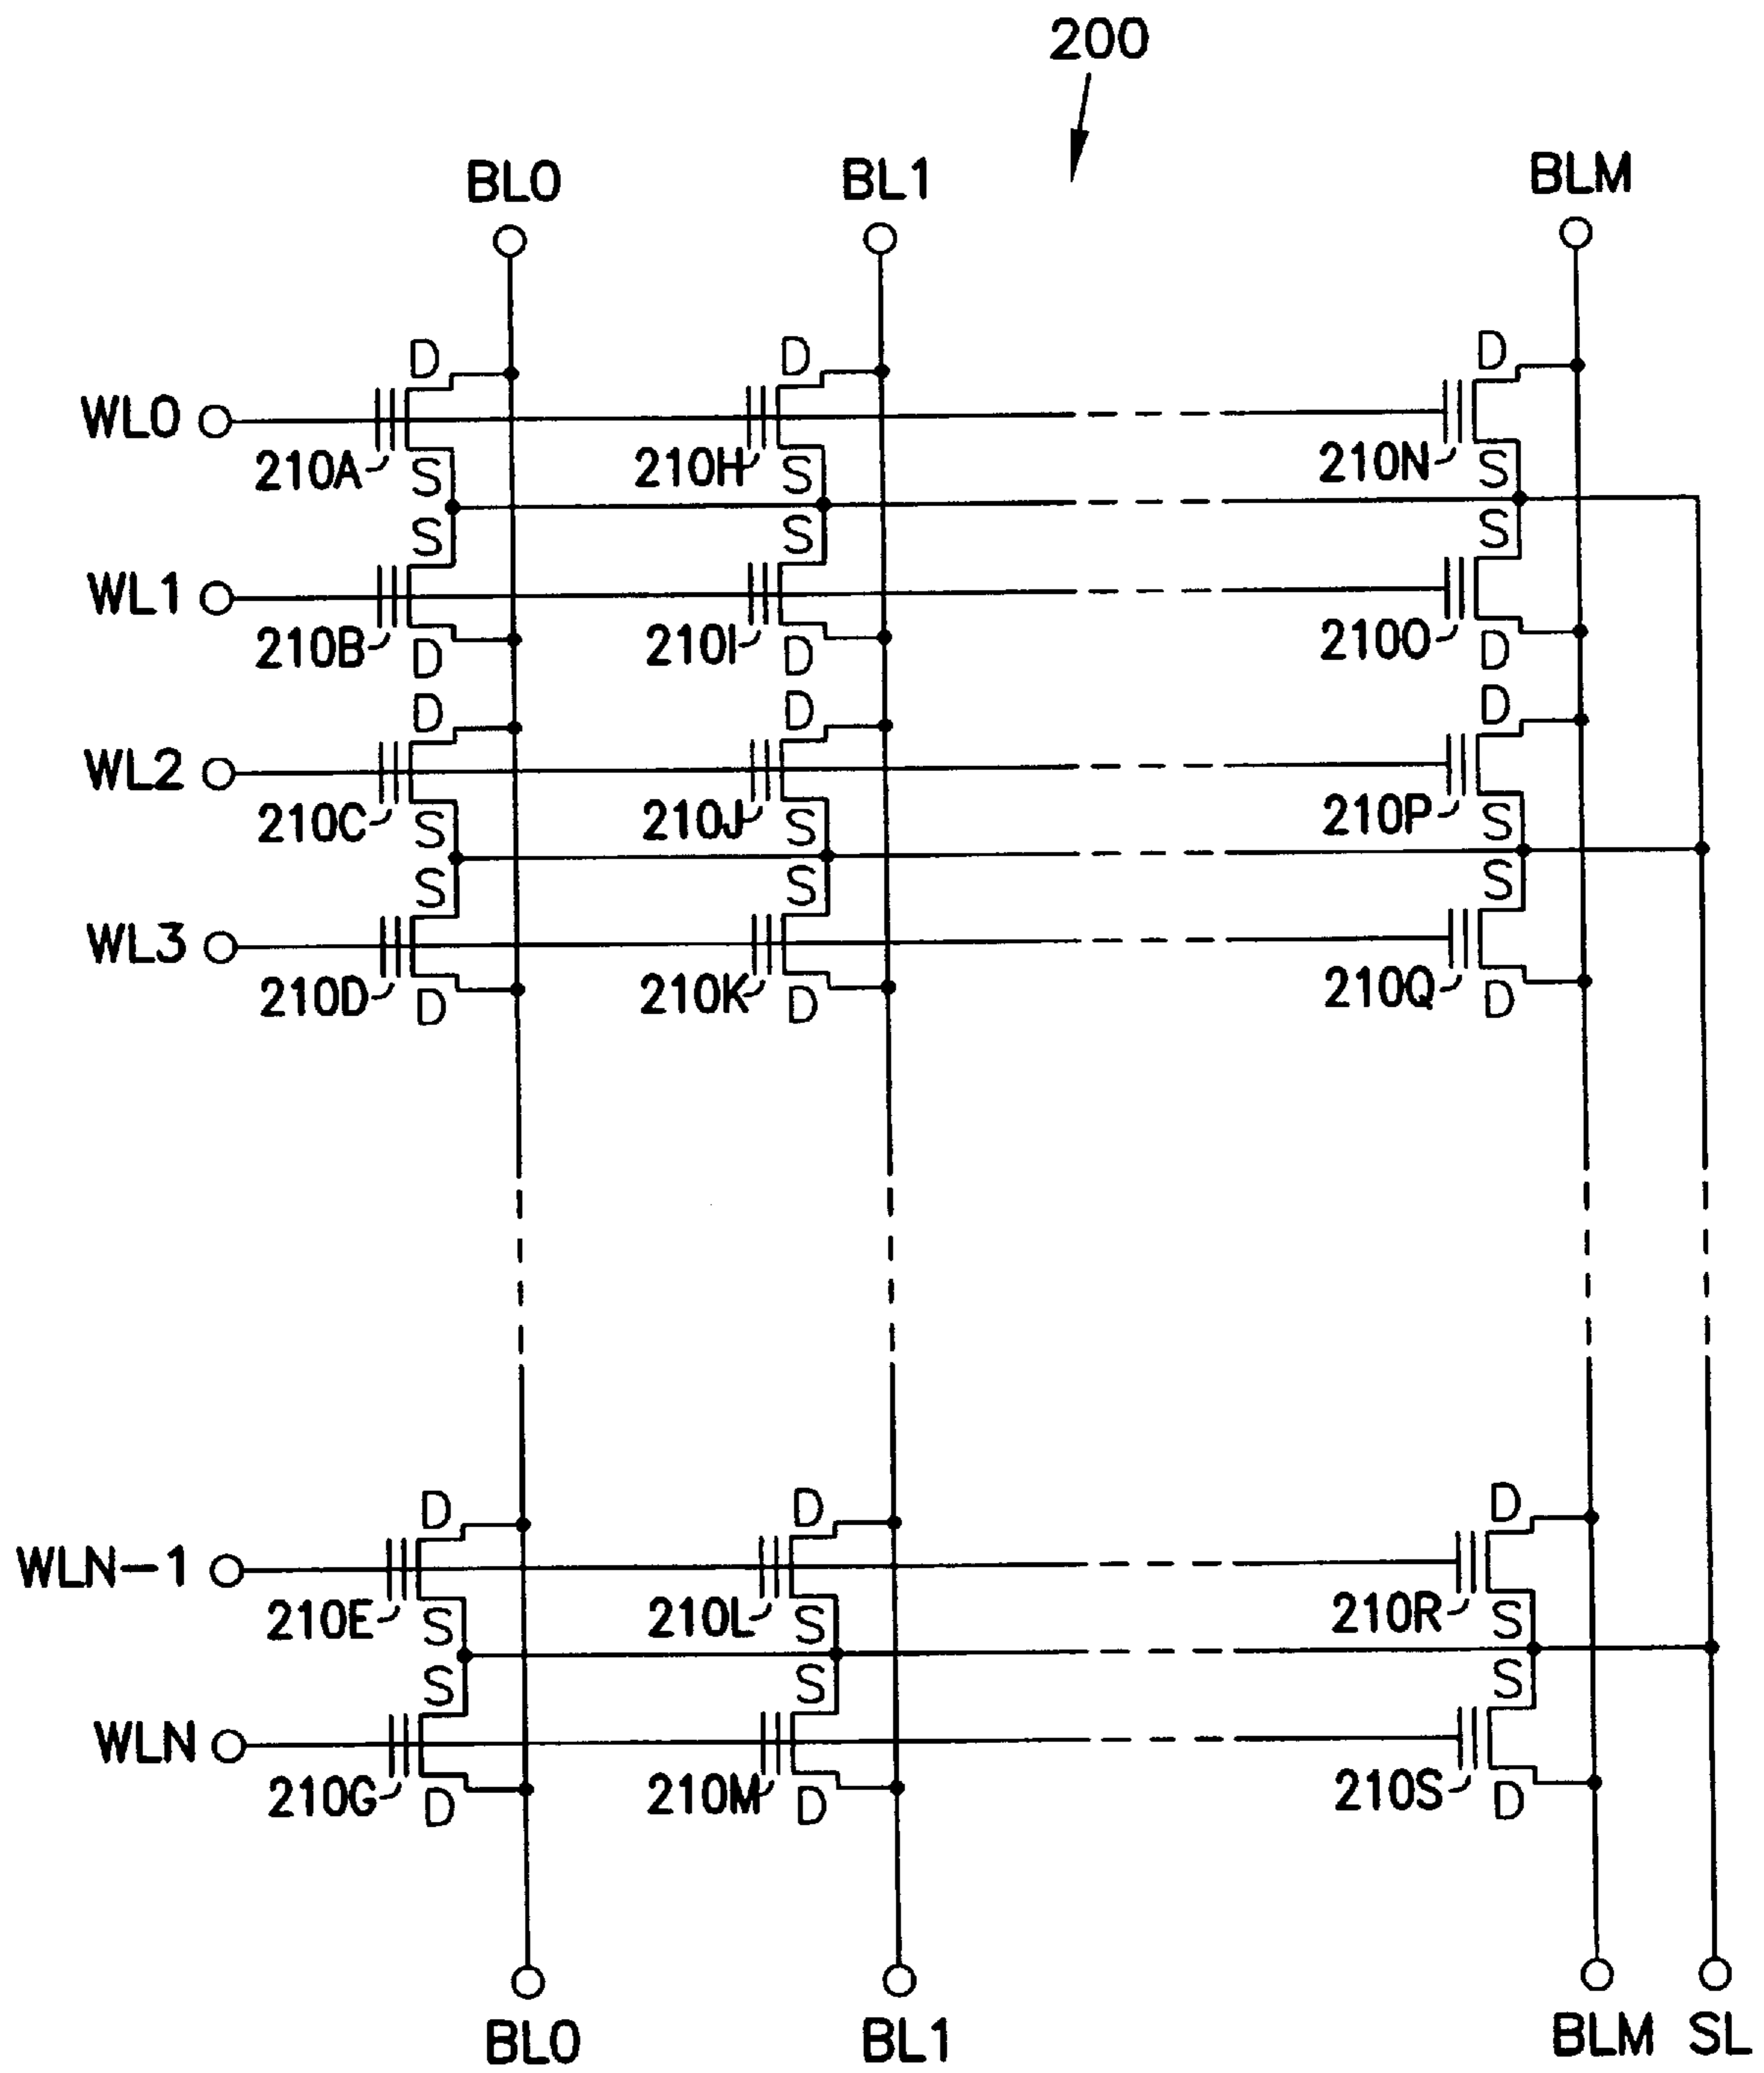 200
BL0 BL1 BLM
D D D
WL0
210A 210H 210N
S S S
S S S
WL1
210B 210I 210O
D D D
D D D
WL2
210C 210J 210P
S S S
S S S
WL3
210D 210K 210Q
D D D
D D D
WLN-1
210E 210L 210R
S S S
S S S
WLN
210G 210M 210S
D D D
BL0 BL1 BLM SL